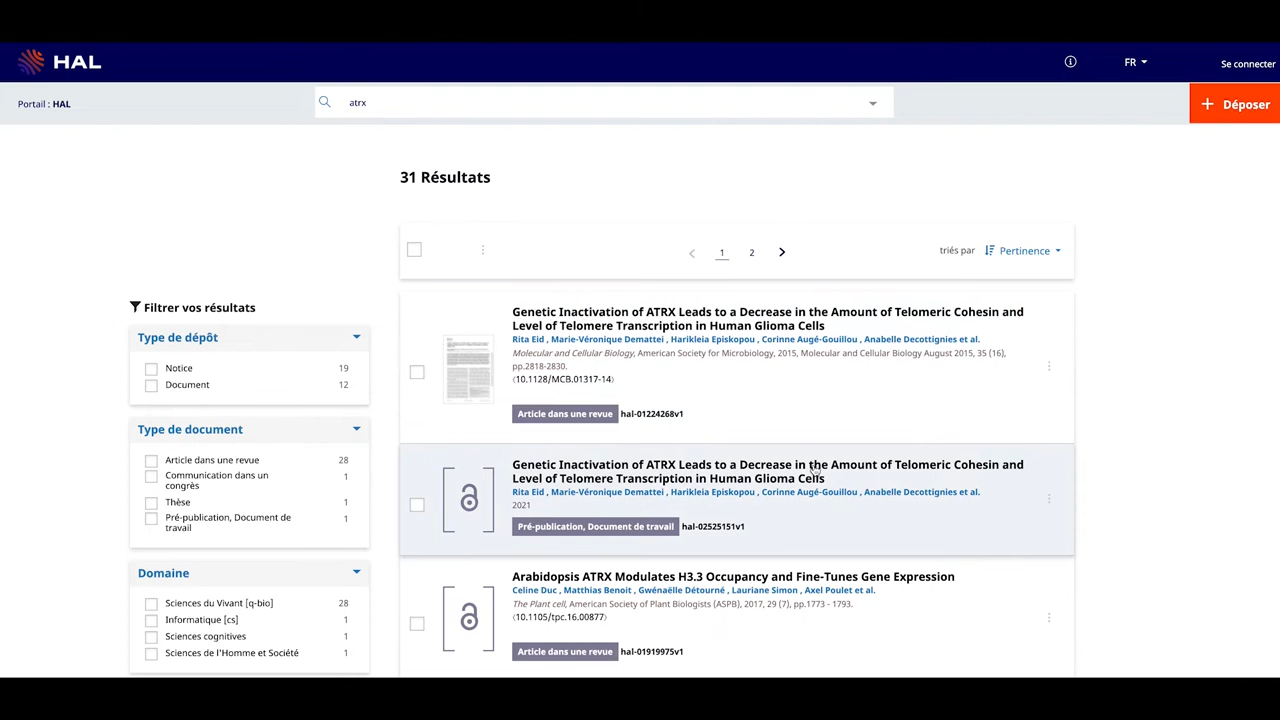 HAL
FR
Se connecter
Portail : HAL
atrx
+ Déposer
31 Résultats
1 2
triés par Pertinence
Filtrer vos résultats
Type de dépôt
Notice 19
Document 12
Type de document
Article dans une revue 28
Communication dans un congrès 1
Thèse 1
Pré-publication, Document de travail 1
Domaine
Sciences du Vivant [q-bio] 28
Informatique [cs] 1
Sciences cognitives 1
Sciences de l'Homme et Société 1
Genetic Inactivation of ATRX Leads to a Decrease in the Amount of Telomeric Cohesin and
Level of Telomere Transcription in Human Glioma Cells
Rita Eid , Marie-Véronique Demattei , Harikleia Episkopou , Corinne Augé-Gouillou , Anabelle Decottignies et al.
Molecular and Cellular Biology, American Society for Microbiology, 2015, Molecular and Cellular Biology August 2015, 35 (16),
pp.2818-2830.
⟨10.1128/MCB.01317-14⟩
Article dans une revue hal-01224268v1
Genetic Inactivation of ATRX Leads to a Decrease in the Amount of Telomeric Cohesin and
Level of Telomere Transcription in Human Glioma Cells
Rita Eid , Marie-Véronique Demattei , Harikleia Episkopou , Corinne Augé-Gouillou , Anabelle Decottignies et al.
2021
Pré-publication, Document de travail hal-02525151v1
Arabidopsis ATRX Modulates H3.3 Occupancy and Fine-Tunes Gene Expression
Celine Duc , Matthias Benoit , Gwénaëlle Détourné , Lauriane Simon , Axel Poulet et al.
The Plant cell, American Society of Plant Biologists (ASPB), 2017, 29 (7), pp.1773 - 1793.
⟨10.1105/tpc.16.00877⟩
Article dans une revue hal-01919975v1